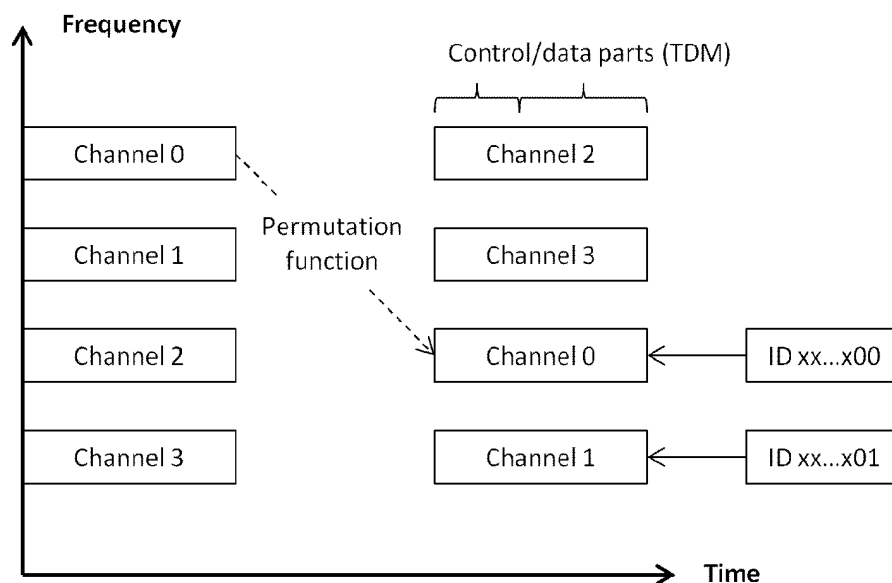 Frequency
Control/data parts (TDM)
Channel 0
Channel 2
Permutation
function
Channel 1
Channel 3
Channel 2
Channel 0
ID xx...x00
Channel 3
Channel 1
ID xx...x01
Time